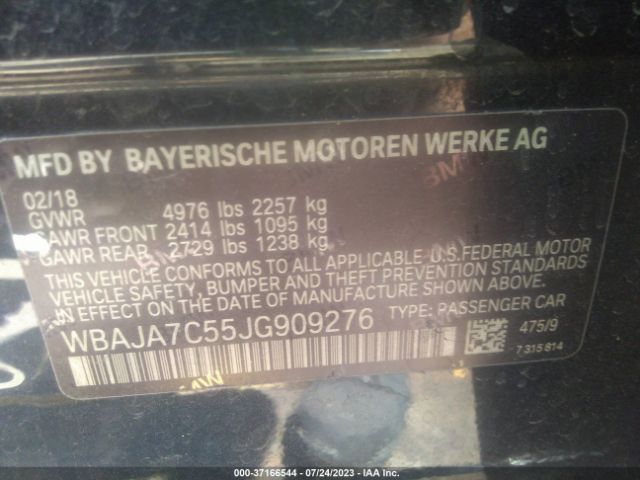 MFD BY BAYERISCHE MOTOREN WERKE AG
02/18
GVWR 4976 lbs 2257 kg
GAWR FRONT 2414 lbs 1095 kg
GAWR REAR 2729 lbs 1238 kg
THIS VEHICLE CONFORMS TO ALL APPLICABLE U.S.FEDERAL MOTOR
VEHICLE SAFETY, BUMPER, AND THEFT PREVENTION STANDARDS
IN EFFECT ON THE DATE OF MANUFACTURE SHOWN ABOVE.
WBAJA7C55JG909276 TYPE: PASSENGER CAR
475/9
7 315 814
000-37166544 / 07/24/2023 / IAA Inc.